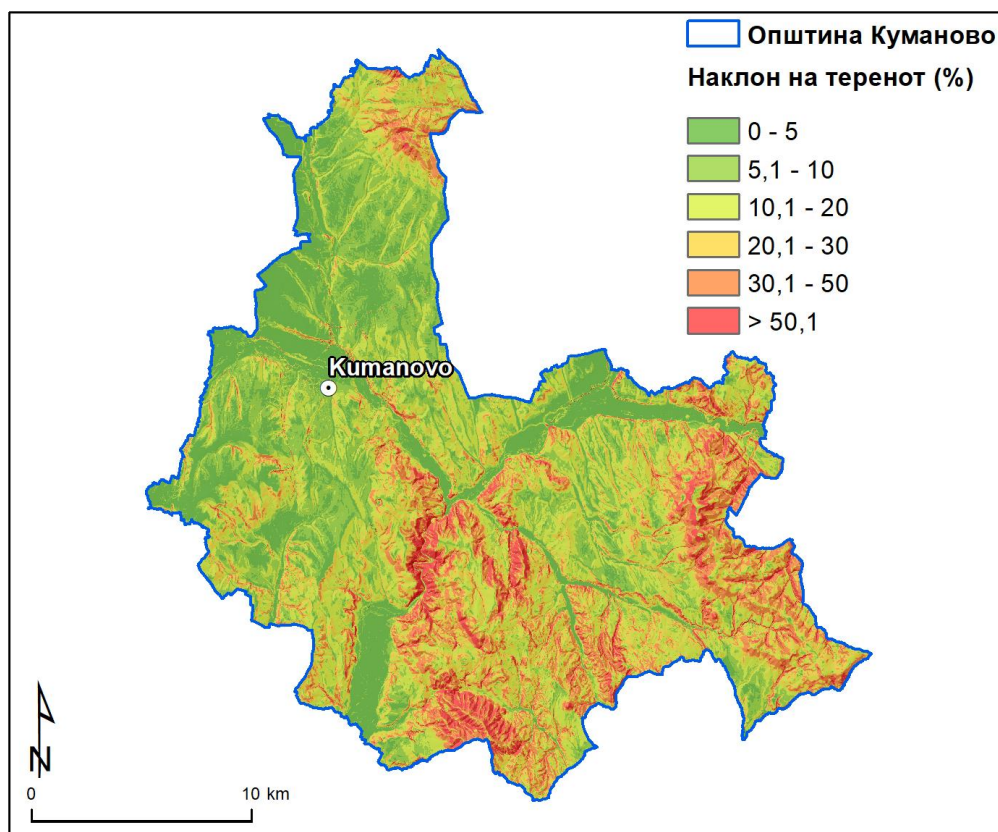 Општина Куманово
Наклон на теренот (%)
0 - 5
5,1 - 10
10,1 - 20
20,1 - 30
30,1 - 50
> 50,1
Kumanovo
N
0 10 km